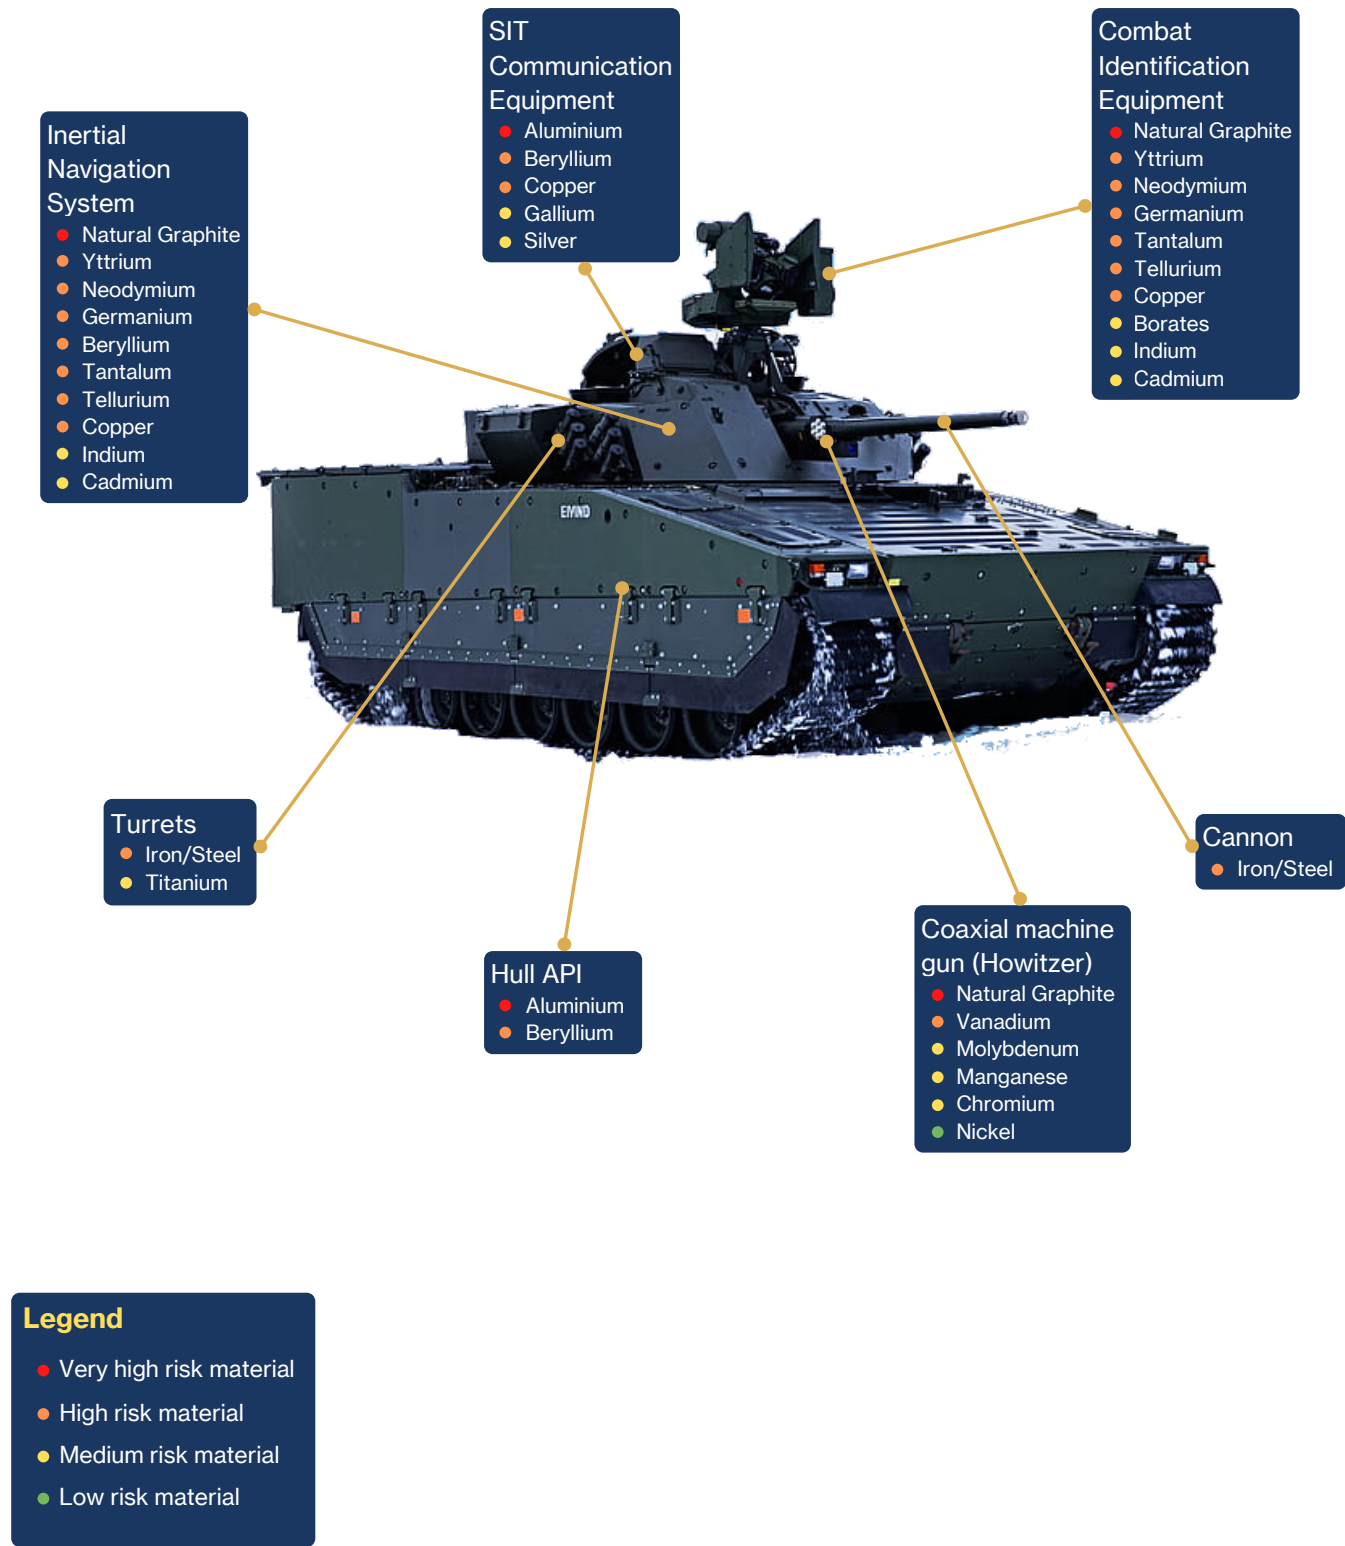 SIT
Communication
Equipment
Aluminium
Beryllium
Copper
Gallium
Silver
Combat
Identification
Equipment
Natural Graphite
Yttrium
Neodymium
Germanium
Tantalum
Tellurium
Copper
Borates
Indium
Cadmium
Inertial
Navigation
System
Natural Graphite
Yttrium
Neodymium
Germanium
Beryllium
Tantalum
Tellurium
Copper
Indium
Cadmium
EIVIND
Turrets
Iron/Steel
Titanium
Hull API
Aluminium
Beryllium
Coaxial machine
gun (Howitzer)
Natural Graphite
Vanadium
Molybdenum
Manganese
Chromium
Nickel
Cannon
Iron/Steel
Legend
Very high risk material
High risk material
Medium risk material
Low risk material